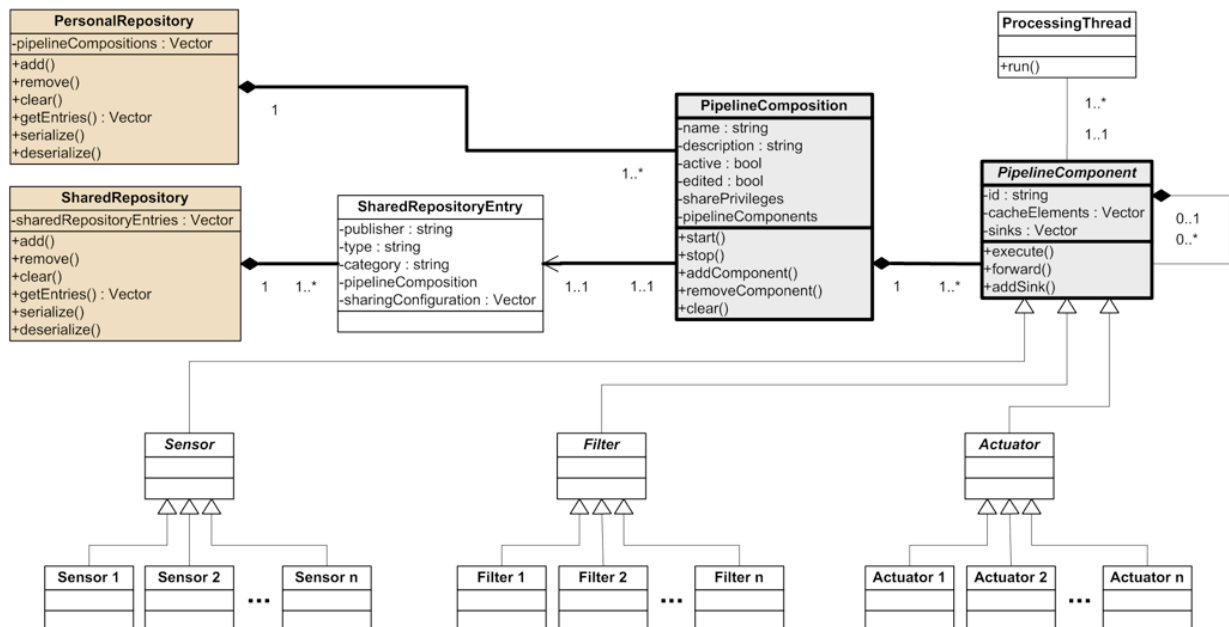 PersonalRepository
-pipelineCompositions : Vector
+add()
+remove()
+clear()
+getEntries() : Vector
+serialize()
+deserialize()
1
1..*
SharedRepository
-sharedRepositoryEntries : Vector
+add()
+remove()
+clear()
+getEntries() : Vector
+serialize()
+deserialize()
1
1..*
SharedRepositoryEntry
-publisher : string
-type : string
-category : string
-pipelineComposition
-sharingConfiguration : Vector
1..1
1..1
PipelineComposition
-name : string
-description : string
-active : bool
-edited : bool
-sharePrivileges
-pipelineComponents
+start()
+stop()
+addComponent()
+removeComponent()
+clear()
1
1..*
ProcessingThread
+run()
1..*
1..1
PipelineComponent
-id : string
-cacheElements : Vector
-sinks : Vector
+execute()
+forward()
+addSink()
0..1
0..*
Sensor
Filter
Actuator
Sensor 1
Sensor 2
...
Sensor n
Filter 1
Filter 2
...
Filter n
Actuator 1
Actuator 2
...
Actuator n